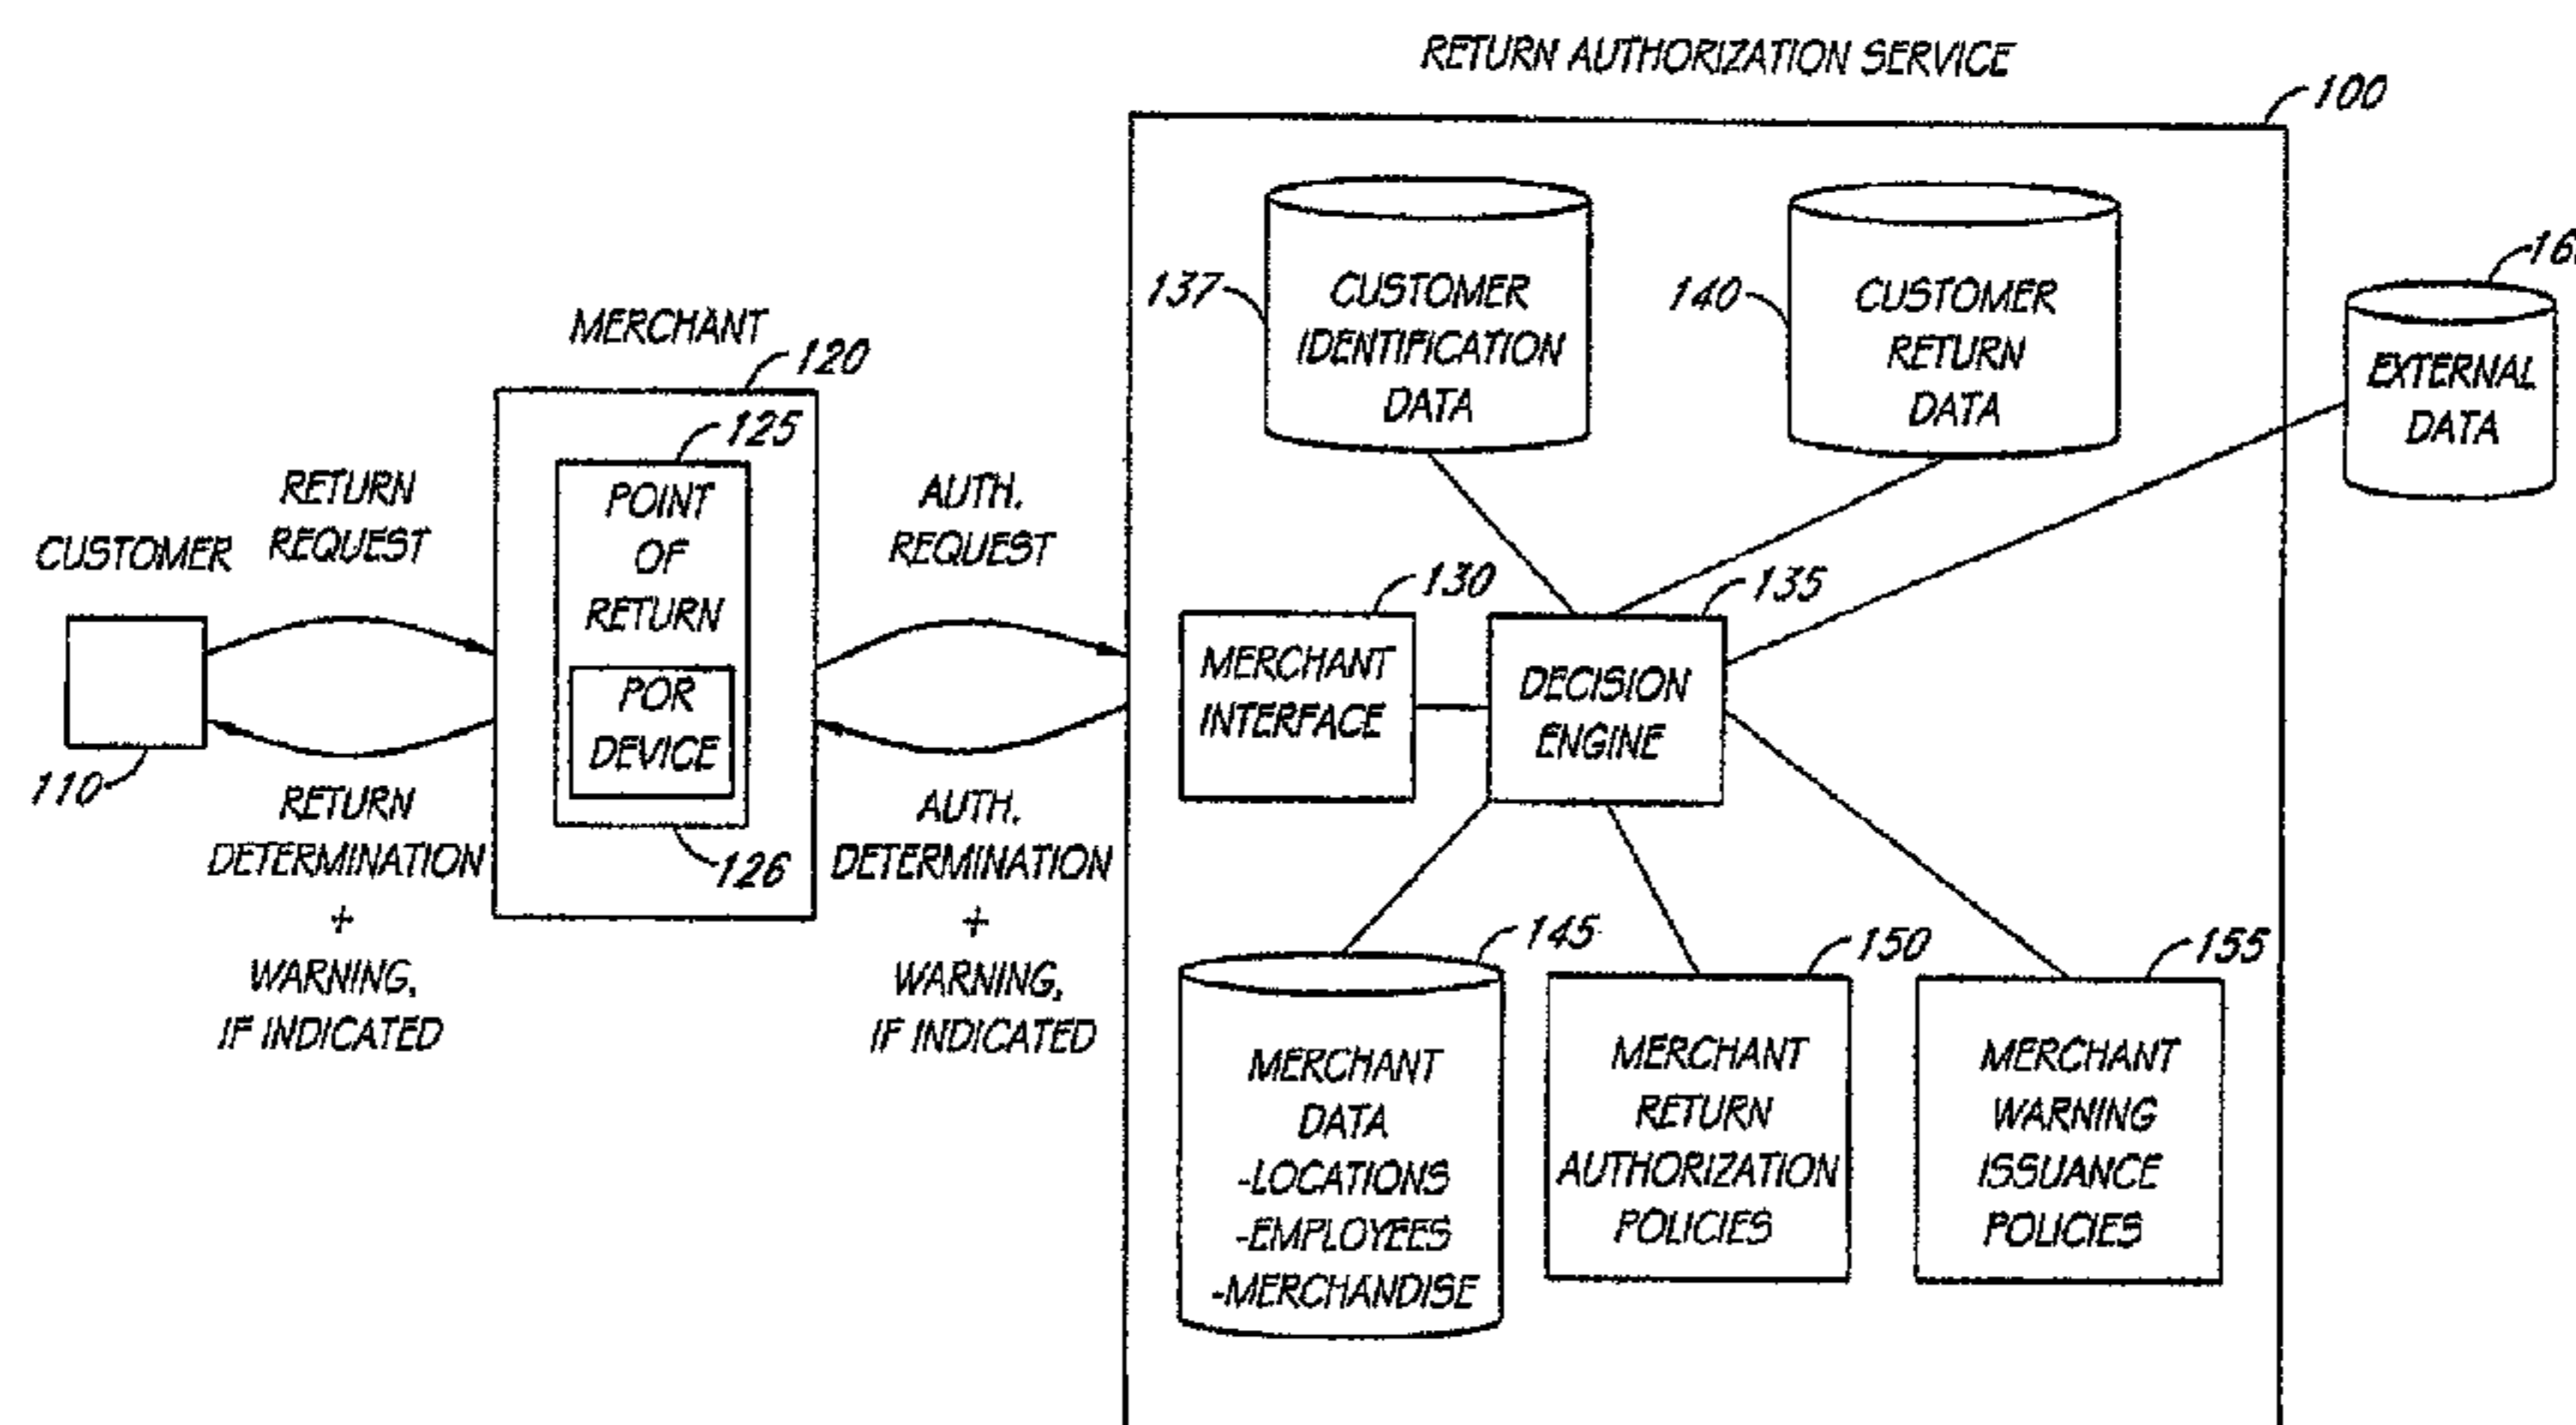 RETURN AUTHORIZATION SERVICE
100
137
CUSTOMER
IDENTIFICATION
DATA
140
CUSTOMER
RETURN
DATA
EXTERNAL
DATA
MERCHANT
120
125
POINT
OF
RETURN
POR
DEVICE
126
CUSTOMER
110
RETURN
REQUEST
RETURN
DETERMINATION
+
WARNING,
IF INDICATED
AUTH.
REQUEST
AUTH.
DETERMINATION
+
WARNING,
IF INDICATED
130
MERCHANT
INTERFACE
135
DECISION
ENGINE
145
MERCHANT
DATA
-LOCATIONS
-EMPLOYEES
-MERCHANDISE
150
MERCHANT
RETURN
AUTHORIZATION
POLICIES
155
MERCHANT
WARNING
ISSUANCE
POLICIES